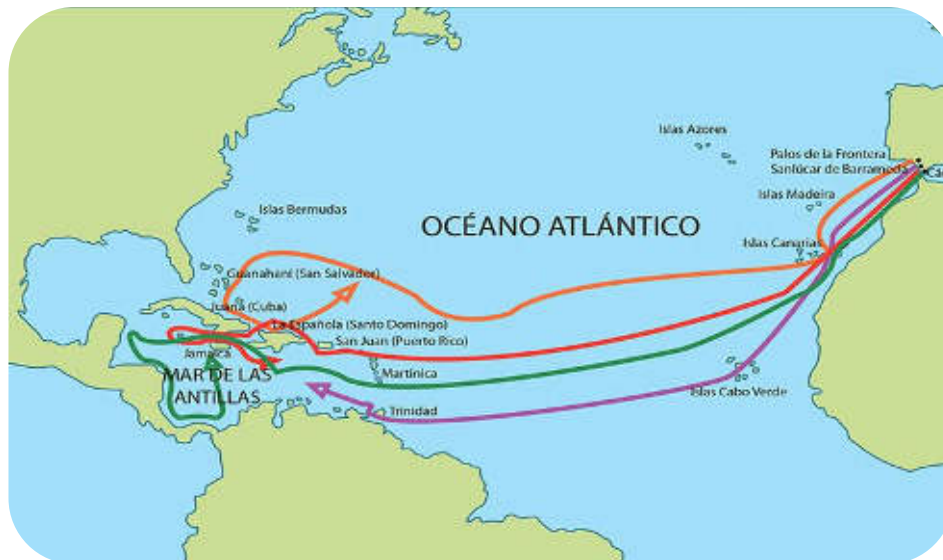 Islas Azores
Palos de la Frontera
Sanlúcar de Barrameda
Islas Madeira
Islas Bermudas
OCÉANO ATLÁNTICO
Islas Canarias
Guanahaní (San Salvador)
Juana (Cuba)
La Española (Santo Domingo)
San Juan (Puerto Rico)
Jamaica
MAR DE LAS
ANTILLAS
Martinica
Islas Cabo Verde
Trinidad